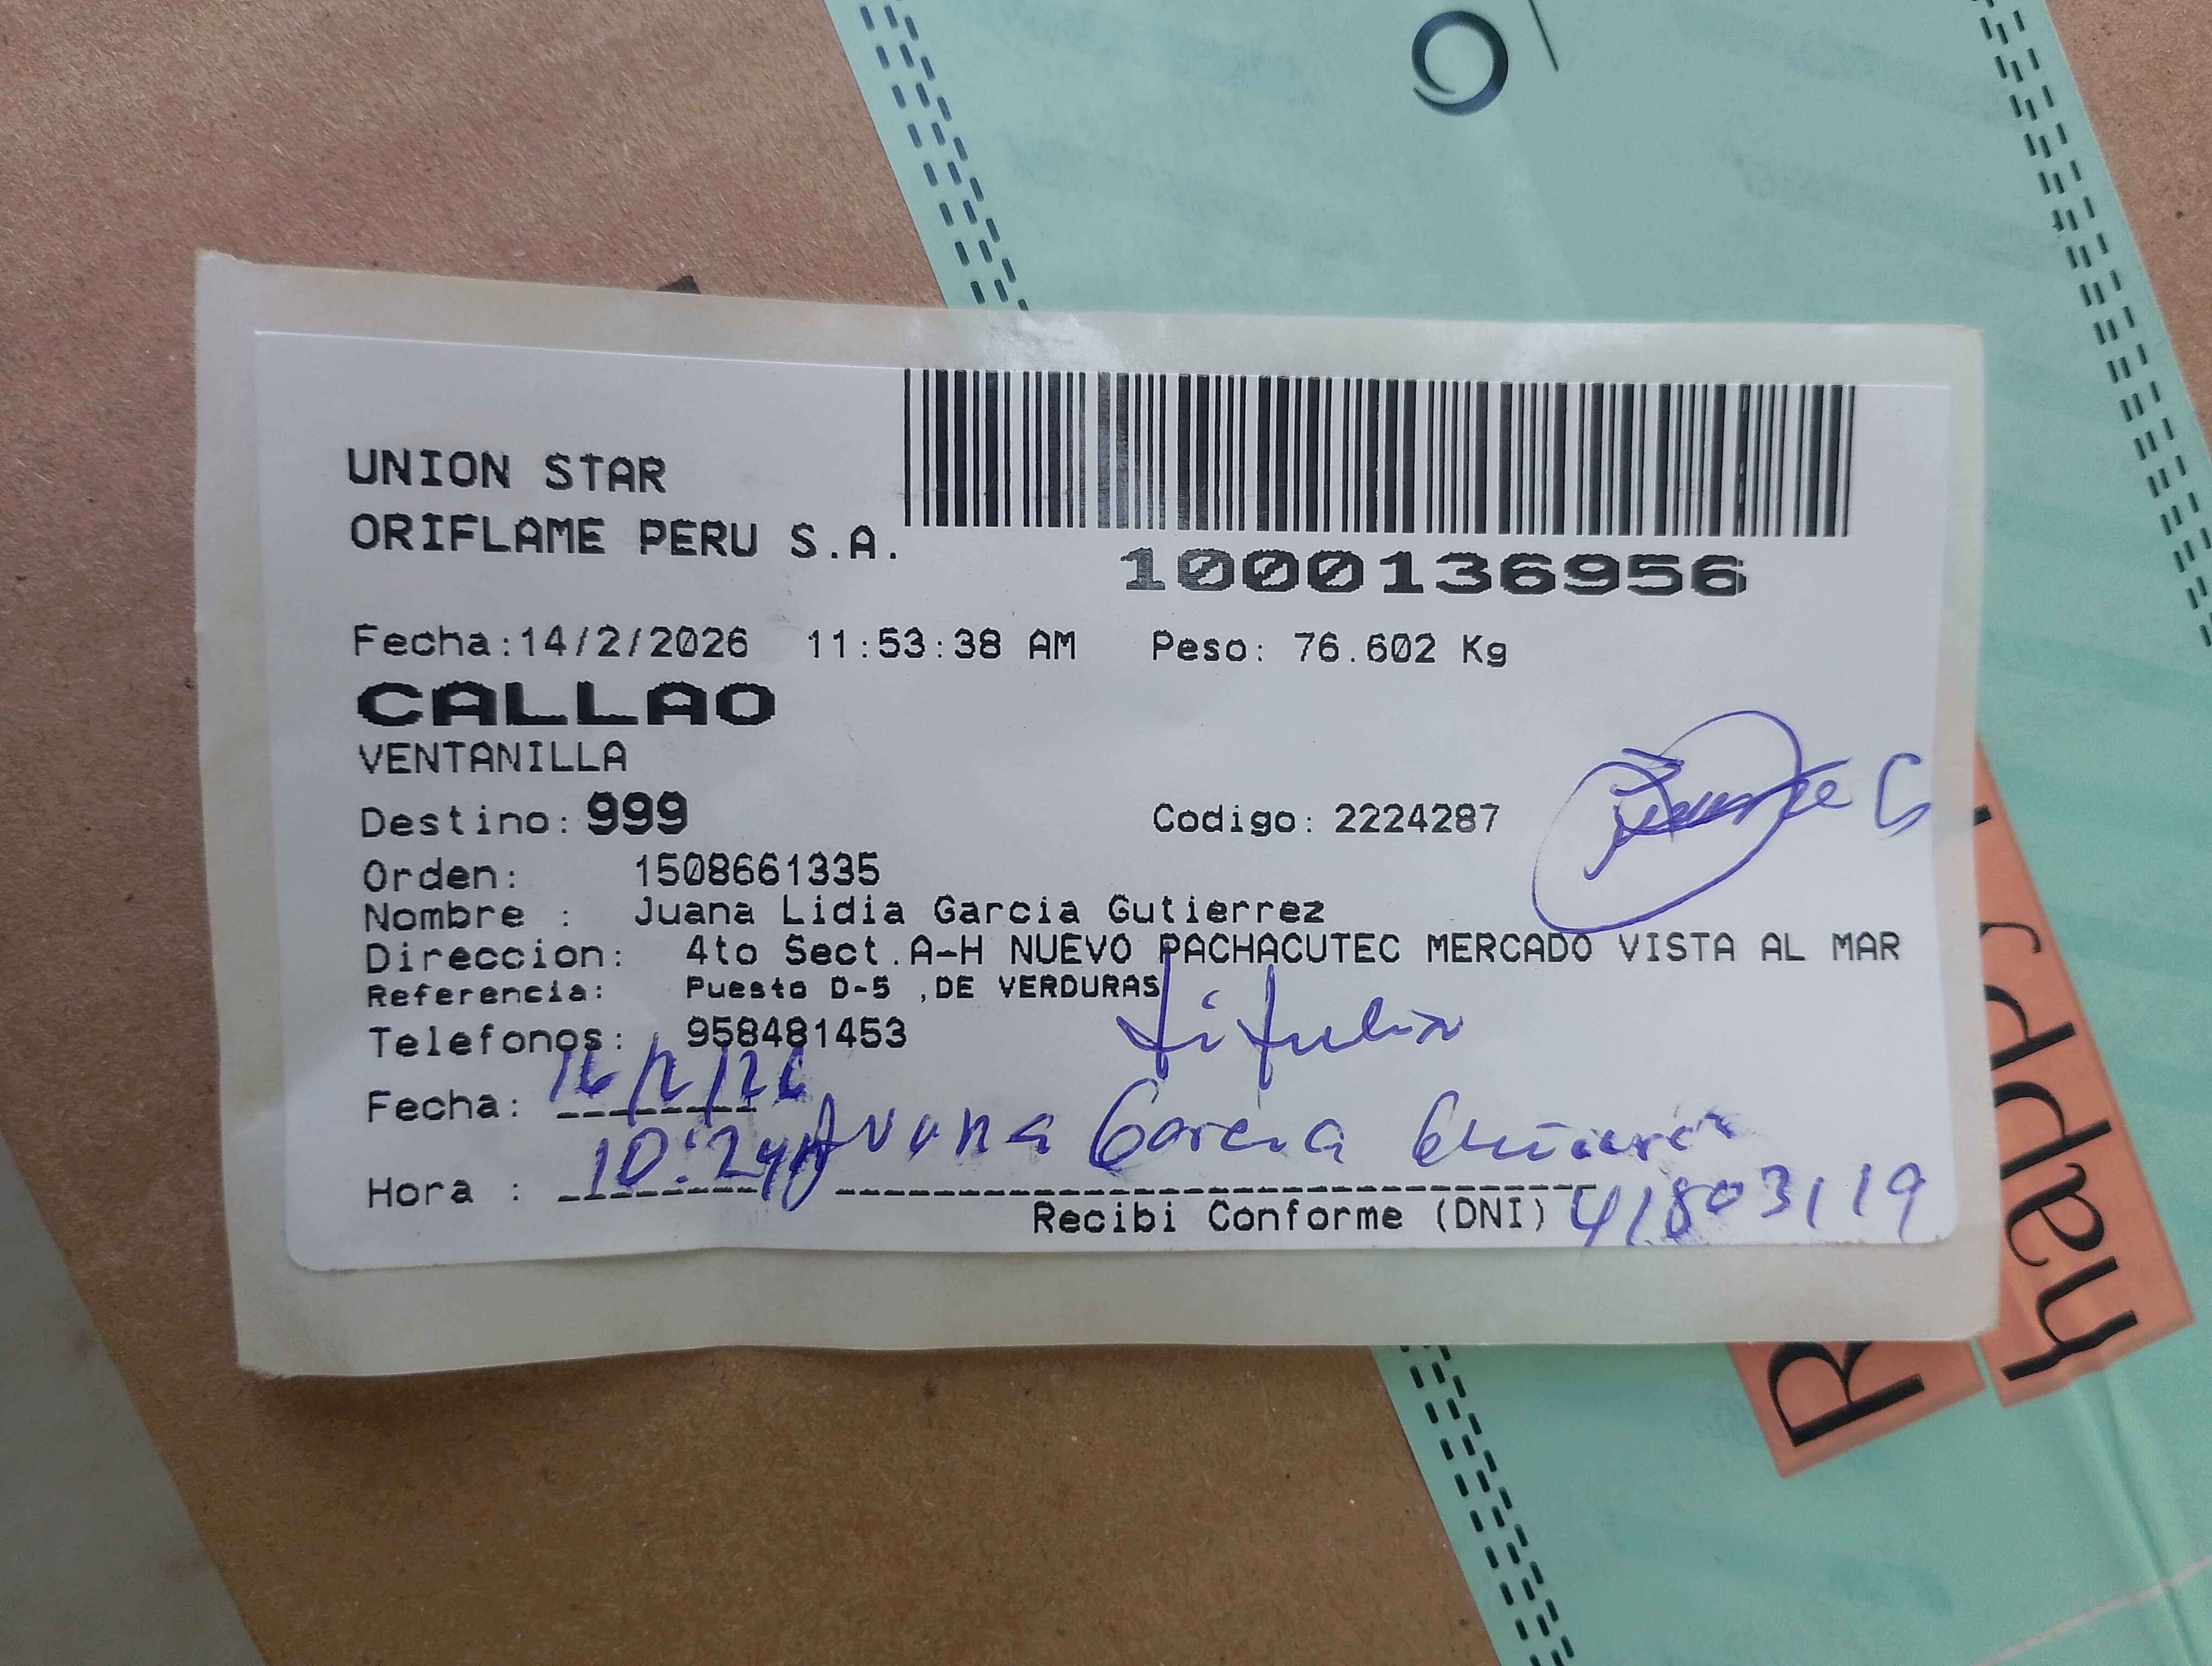 UNION STAR
ORIFLAME PERU S.A.
1000136956
Fecha:14/2/2026 11:53:38 AM Peso: 76.602 Kg
CALLAO
VENTANILLA
Destino: 999 Codigo: 2224287
Orden: 1508661335
Nombre : Juana Lidia Garcia Gutierrez
Direccion: 4to Sect.A-H NUEVO PACHACUTEC MERCADO VISTA AL MAR
Referencia: Puesto D-5 ,DE VERDURAS
Telefonos: 958481453
titular
Fecha: 16/2/26
Juana Garcia
Hora : 10:24
Recibi Conforme (DNI) 41803119
happy